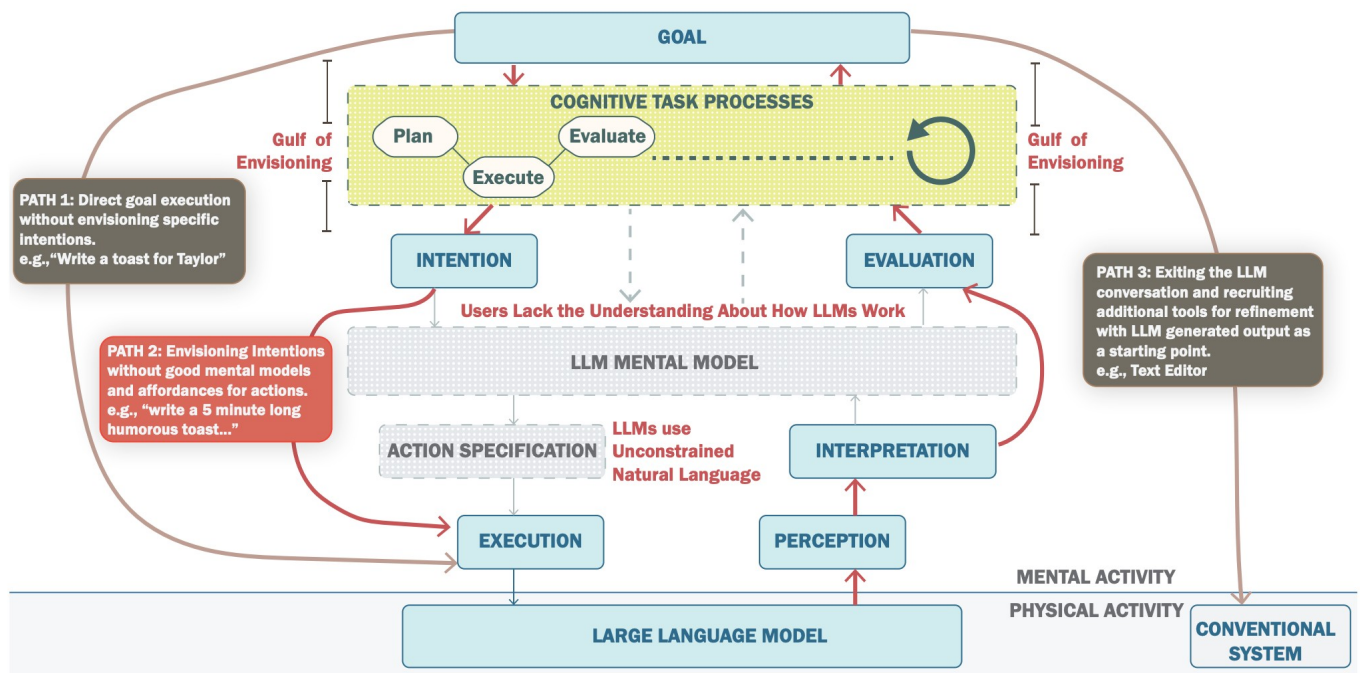 GOAL
COGNITIVE TASK PROCESSES
Plan
Evaluate
Execute
Gulf of
Envisioning
Gulf of
Envisioning
PATH 1: Direct goal execution
without envisioning specific
intentions.
e.g.,“Write a toast for Taylor”
INTENTION
EVALUATION
PATH 3: Exiting the LLM
conversation and recruiting
additional tools for refinement
with LLM generated output as
a starting point.
e.g., Text Editor
Users Lack the Understanding About How LLMs Work
PATH 2: Envisioning Intentions
without good mental models
and affordances for actions.
e.g., “write a 5 minute long
humorous toast...”
LLM MENTAL MODEL
ACTION SPECIFICATION
LLMs use
Unconstrained
Natural Language
INTERPRETATION
EXECUTION
PERCEPTION
MENTAL ACTIVITY
PHYSICAL ACTIVITY
LARGE LANGUAGE MODEL
CONVENTIONAL
SYSTEM